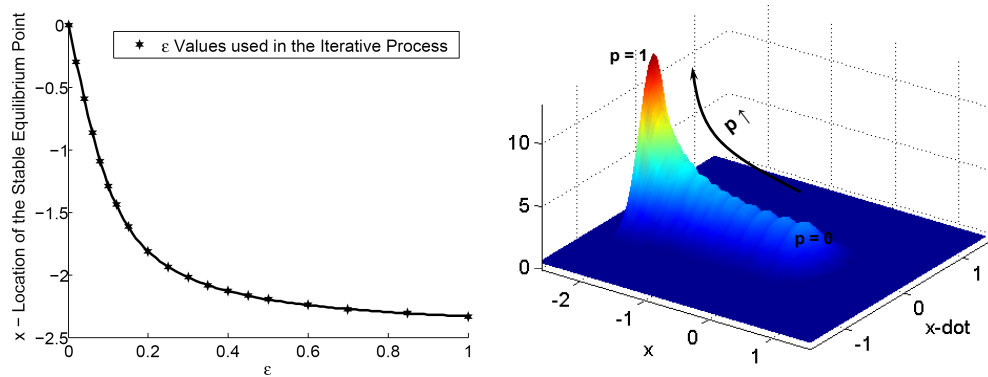 x – Location of the Stable Equilibrium Point
0
−0.5
−1
−1.5
−2
−2.5
ε Values used in the Iterative Process
0
0.2
0.4
0.6
0.8
1
ε
p = 1
p ↑
p = 0
10
5
0
-2
-1
0
1
x
-1
0
1
x-dot